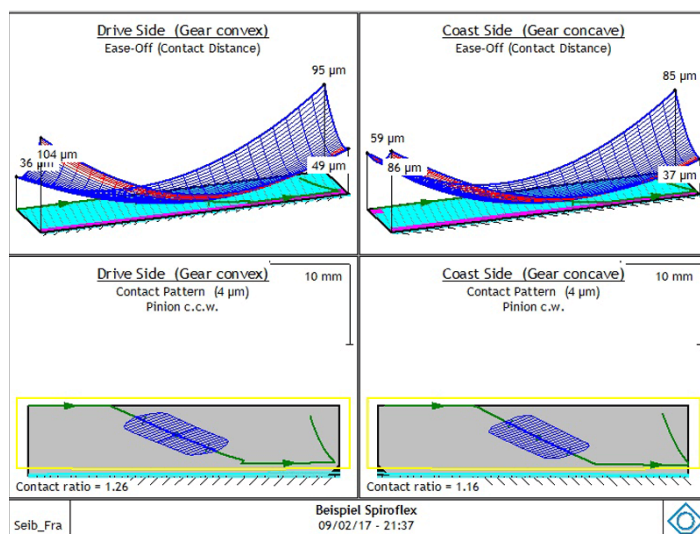 Drive Side (Gear convex)
Ease-Off (Contact Distance)
95 µm
104 µm
36 µm
49 µm
Coast Side (Gear concave)
Ease-Off (Contact Distance)
85 µm
59 µm
86 µm
37 µm
Drive Side (Gear convex)
10 mm
Contact Pattern (4 µm)
Pinion c.c.w.
Contact ratio = 1.26
Coast Side (Gear concave)
10 mm
Contact Pattern (4 µm)
Pinion c.w.
Contact ratio = 1.16
Seib_Fra
Beispiel Spiroflex
09/02/17 - 21:37